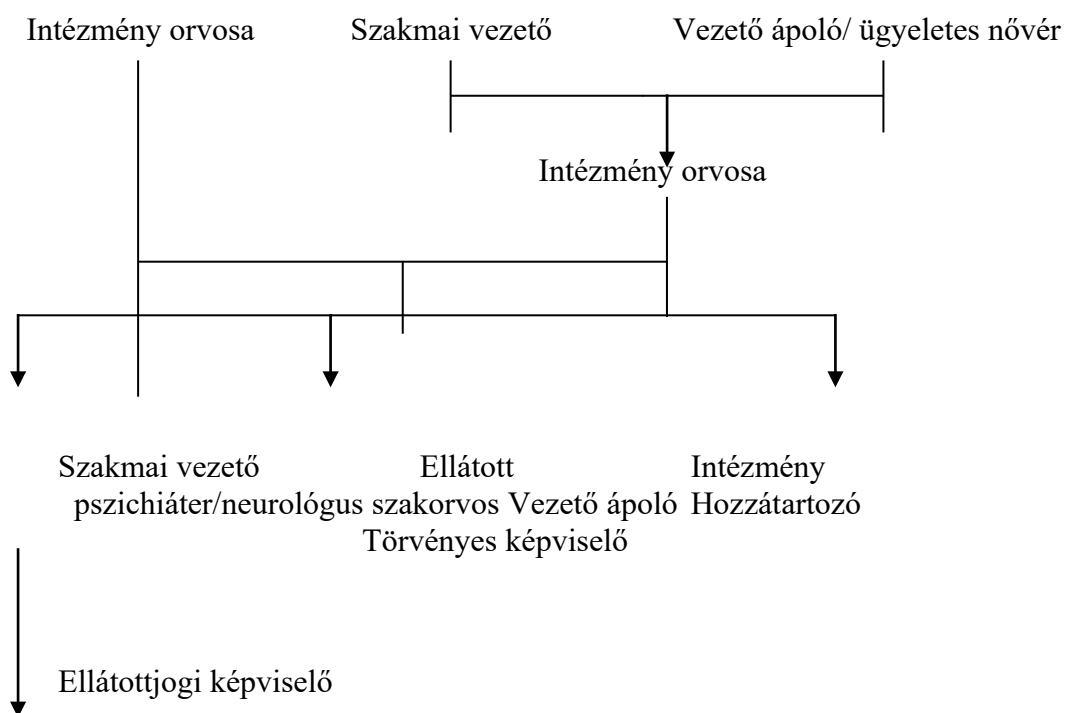 Intézmény orvosa Szakmai vezető Vezető ápoló/ ügyeletes nővér
Intézmény orvosa
Szakmai vezető Ellátott Intézmény
pszichiáter/neurológus szakorvos Vezető ápoló Hozzátartozó
Törvényes képviselő
Ellátottjogi képviselő